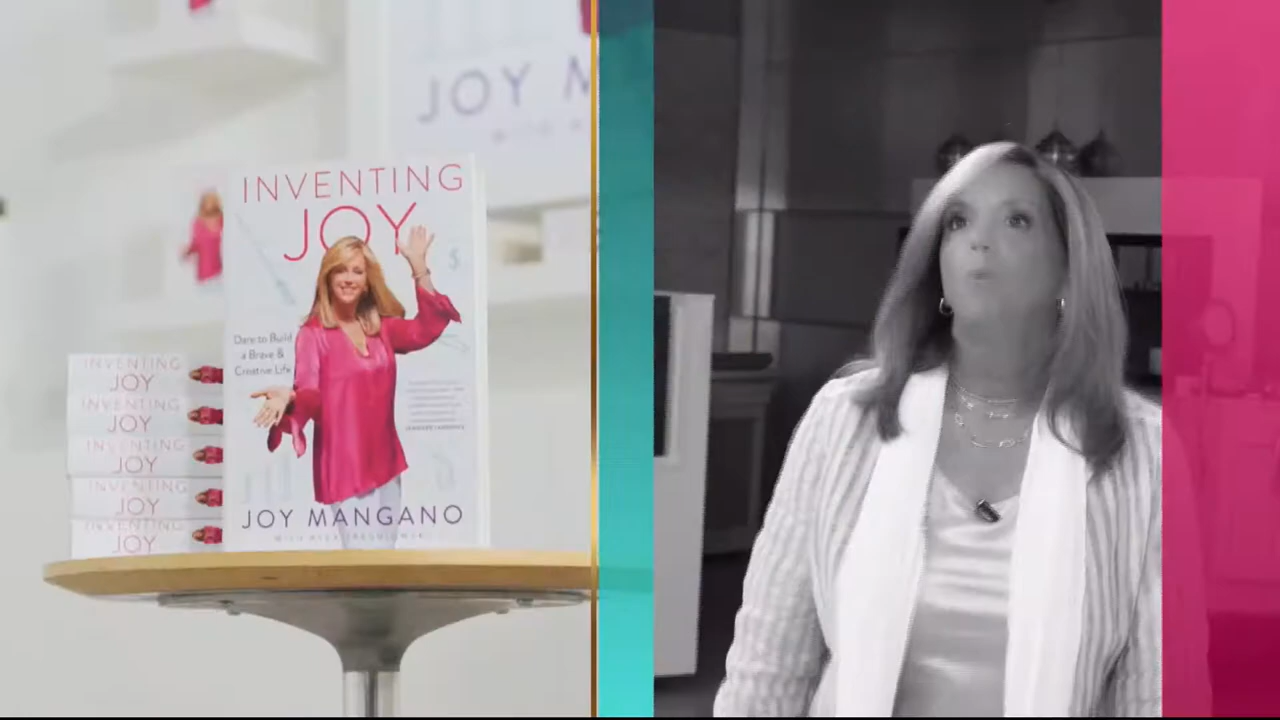 JOY M
INVENTING
JOY
Dare to Build
a Brave &
Creative Life
$
JOY MANGANO
INVENTING
JOY
INVENTING
JOY
INVENTING
JOY
INVENTING
JOY
INVENTING
JOY